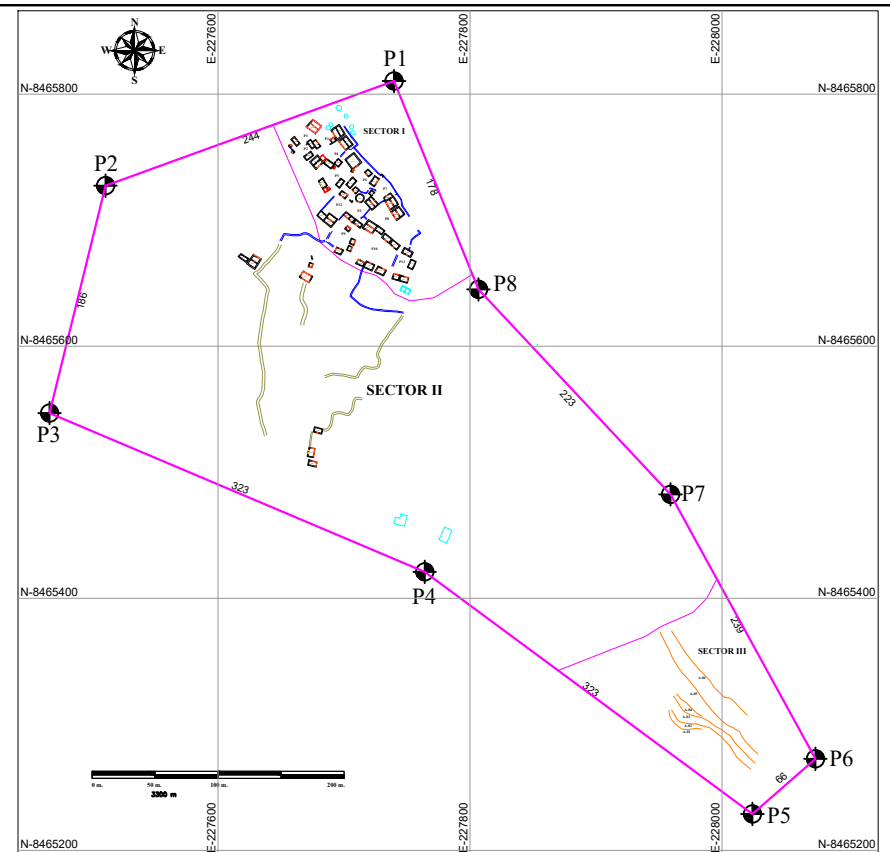 E-227600
E-227800
E-228000
N
W E
S
P1
N-8465800
N-8465800
SECTOR I
244
178
P2
186
P8
N-8465600
N-8465600
SECTOR II
223
P3
323
P7
P4
N-8465400
N-8465400
239
SECTOR III
323
P6
66
P5
0 m. 50 m. 100 m. 200 m.
3300 m
N-8465200
N-8465200
E-227600
E-227800
E-228000